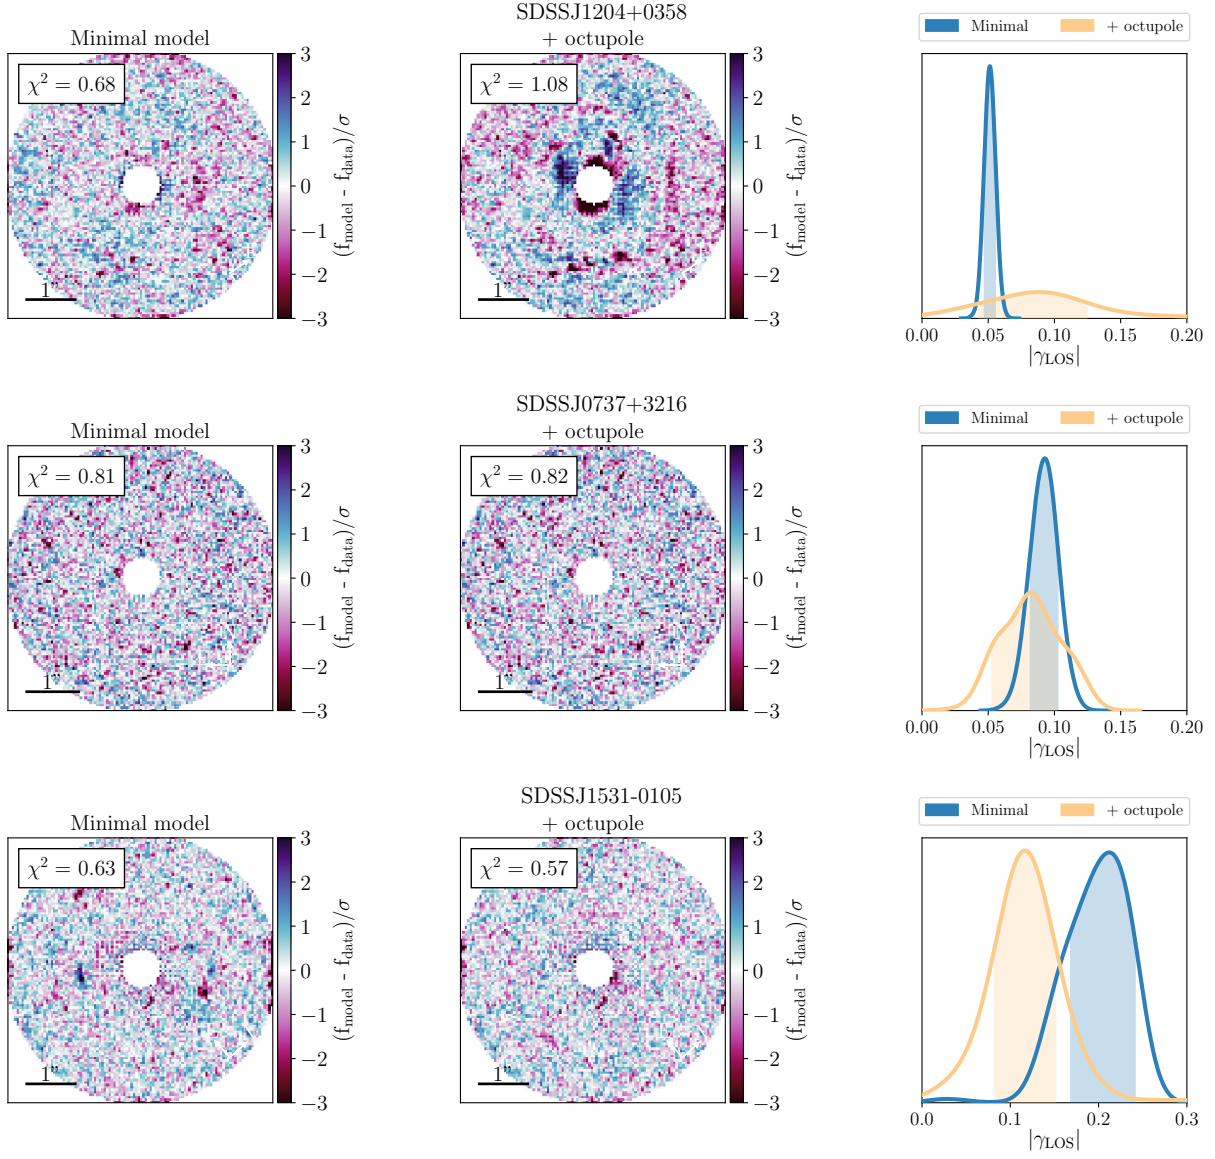 SDSSJ1204+0358
Minimal model
+ octupole
χ² = 0.68
1"
3
2
1
0
−1
−2
−3
(f_model - f_data)/σ
χ² = 1.08
1"
3
2
1
0
−1
−2
−3
(f_model - f_data)/σ
Minimal + octupole
0.00 0.05 0.10 0.15 0.20
|γ_LOS|
SDSSJ0737+3216
Minimal model
+ octupole
χ² = 0.81
1"
3
2
1
0
−1
−2
−3
(f_model - f_data)/σ
χ² = 0.82
1"
3
2
1
0
−1
−2
−3
(f_model - f_data)/σ
Minimal + octupole
0.00 0.05 0.10 0.15 0.20
|γ_LOS|
SDSSJ1531-0105
Minimal model
+ octupole
χ² = 0.63
1"
3
2
1
0
−1
−2
−3
(f_model - f_data)/σ
χ² = 0.57
1"
3
2
1
0
−1
−2
−3
(f_model - f_data)/σ
Minimal + octupole
0.0 0.1 0.2 0.3
|γ_LOS|